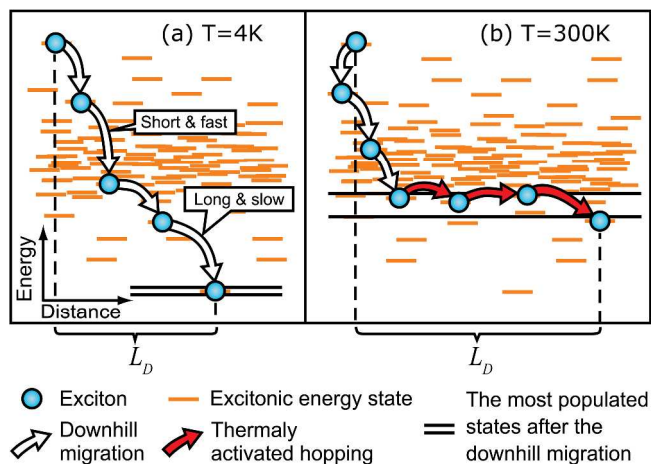 (a) T=4K
Short & fast
Long & slow
Energy
Distance
L_D
(b) T=300K
L_D
Exciton
Excitonic energy state
The most populated
states after the
downhill migration
Downhill
migration
Thermaly
activated hopping